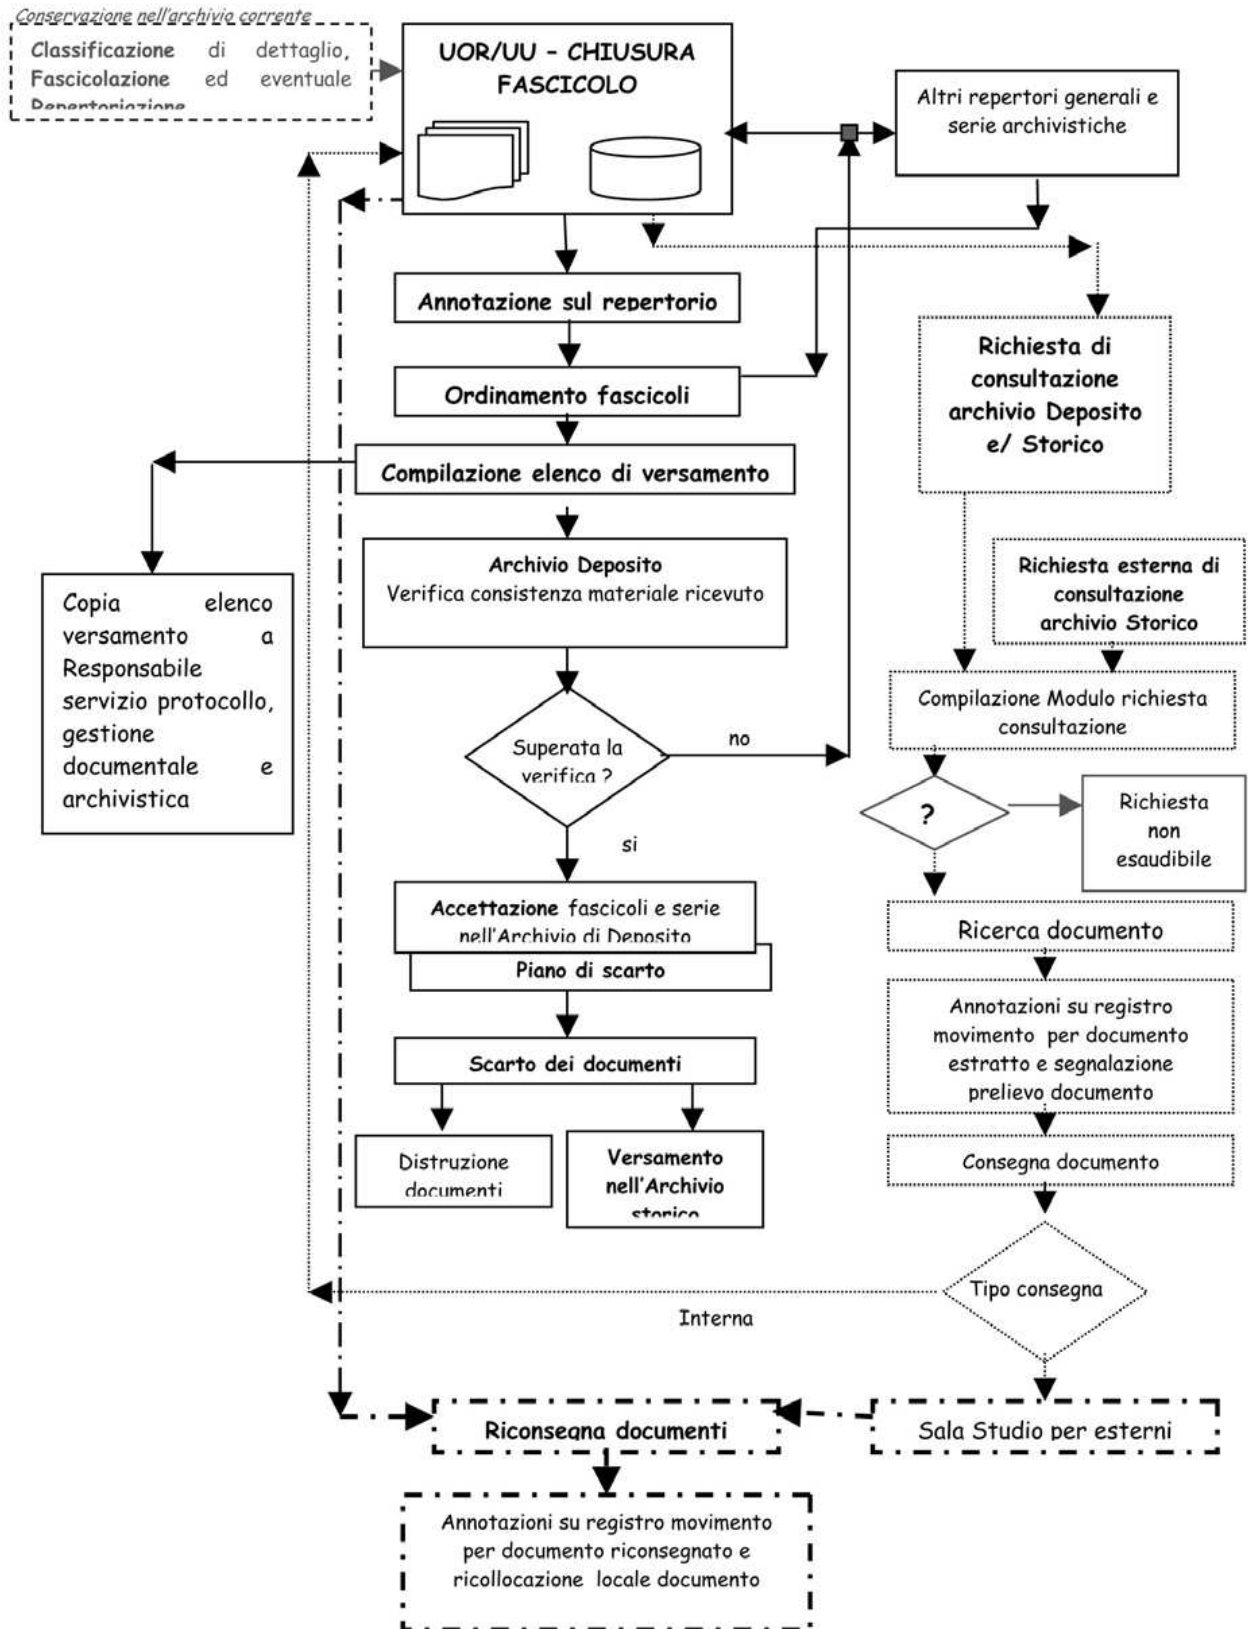 Conservazione nell'archivio corrente
Classificazione di dettaglio,
Fascicolazione ed eventuale
Repertoriazione
UOR/UU - CHIUSURA
FASCICOLO
Altri repertori generali e
serie archivistiche
Annotazione sul repertorio
Ordinamento fascicoli
Compilazione elenco di versamento
Richiesta di
consultazione
archivio Deposito
e/ Storico
Archivio Deposito
Verifica consistenza materiale ricevuto
Richiesta esterna di
consultazione
archivio Storico
Copia elenco
versamento a
Responsabile
servizio protocollo,
gestione
documentale e
archivistica
Compilazione Modulo richiesta
consultazione
Superata la
verifica ?
no
si
?
Richiesta
non
esaudibile
Accettazione fascicoli e serie
nell'Archivio di Deposito
Piano di scarto
Ricerca documento
Scarto dei documenti
Annotazioni su registro
movimento per documento
estratto e segnalazione
prelievo documento
Distruzione
documenti
Versamento
nell'Archivio
storico
Consegna documento
Tipo consegna
Interna
Riconsegna documenti
Sala Studio per esterni
Annotazioni su registro movimento
per documento riconsegnato e
ricollocazione locale documento